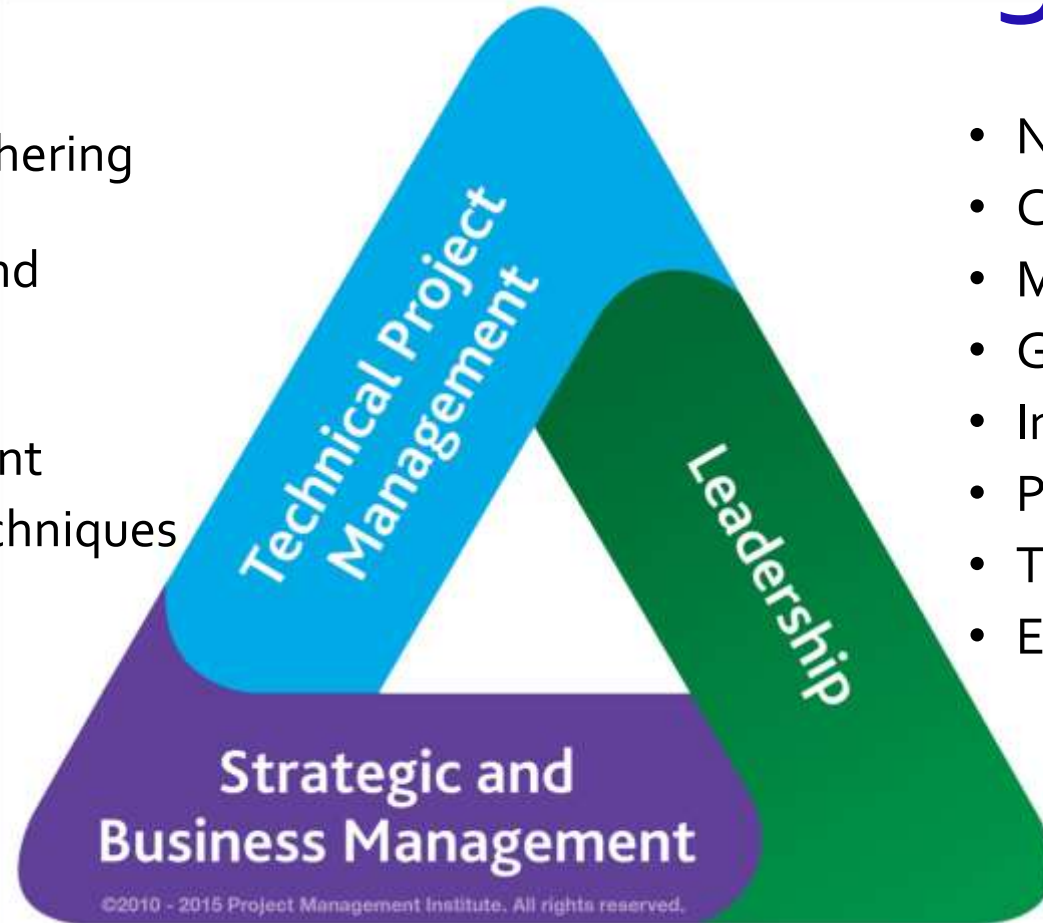 hering
nd
nt
chniques
Technical Project
Management
Leadership
Strategic and
Business Management
©2010 - 2015 Project Management Institute. All rights reserved.
• N
• C
• M
• G
• In
• P
• T
• E